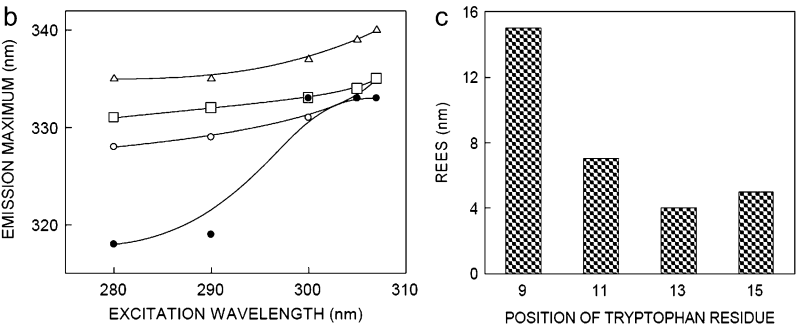 b
EMISSION MAXIMUM (nm)
340
330
320
280 290 300 310
EXCITATION WAVELENGTH (nm)
c
REES (nm)
16
12
8
4
0
9 11 13 15
POSITION OF TRYPTOPHAN RESIDUE